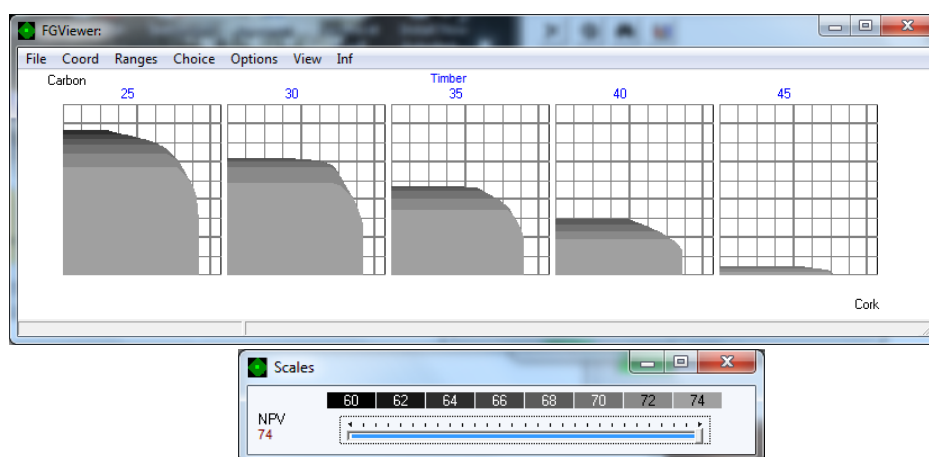 FGViewer:
File Coord Ranges Choice Options View Inf
Carbon Timber
25 30 35 40 45
Cork
Scales
60 62 64 66 68 70 72 74
NPV
74